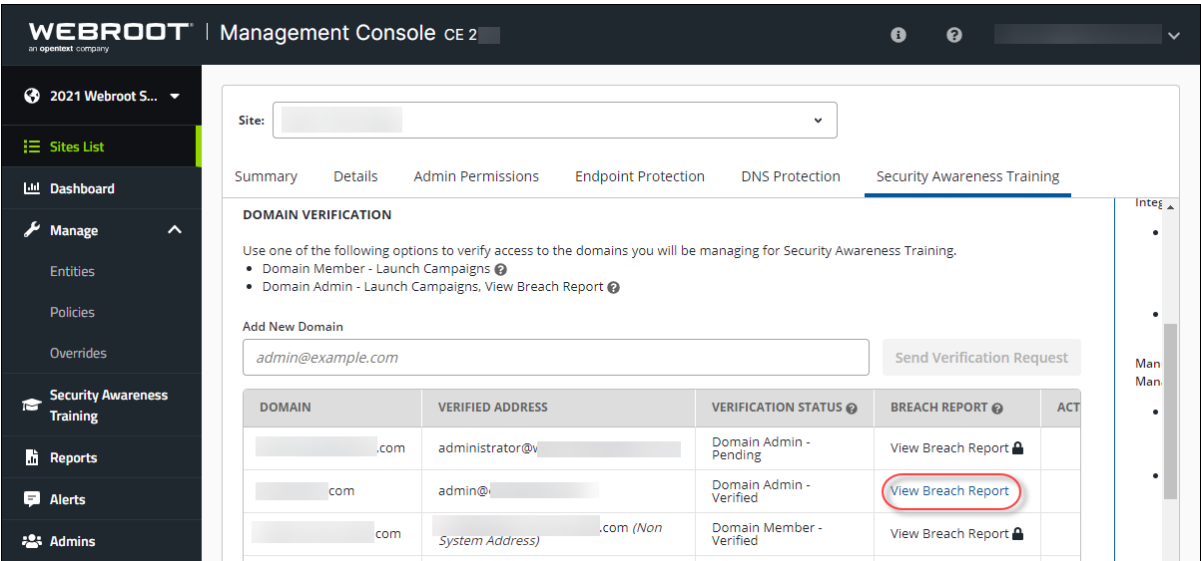 WEBROOT
an opentext company
Management Console CE 2
2021 Webroot S...
Site:
Sites List
Summary Details Admin Permissions Endpoint Protection DNS Protection Security Awareness Training
Dashboard
DOMAIN VERIFICATION
Integ
Manage
Use one of the following options to verify access to the domains you will be managing for Security Awareness Training.
• Domain Member - Launch Campaigns
• Domain Admin - Launch Campaigns, View Breach Report
Entities
Policies
Overrides
Add New Domain
admin@example.com
Send Verification Request
Man
Man
Security Awareness
Training
DOMAIN VERIFIED ADDRESS VERIFICATION STATUS BREACH REPORT ACT
.com administrator@ Domain Admin -
Pending View Breach Report
Reports
com admin@ Domain Admin -
Verified View Breach Report
Alerts
com .com (Non
System Address) Domain Member -
Verified View Breach Report
Admins